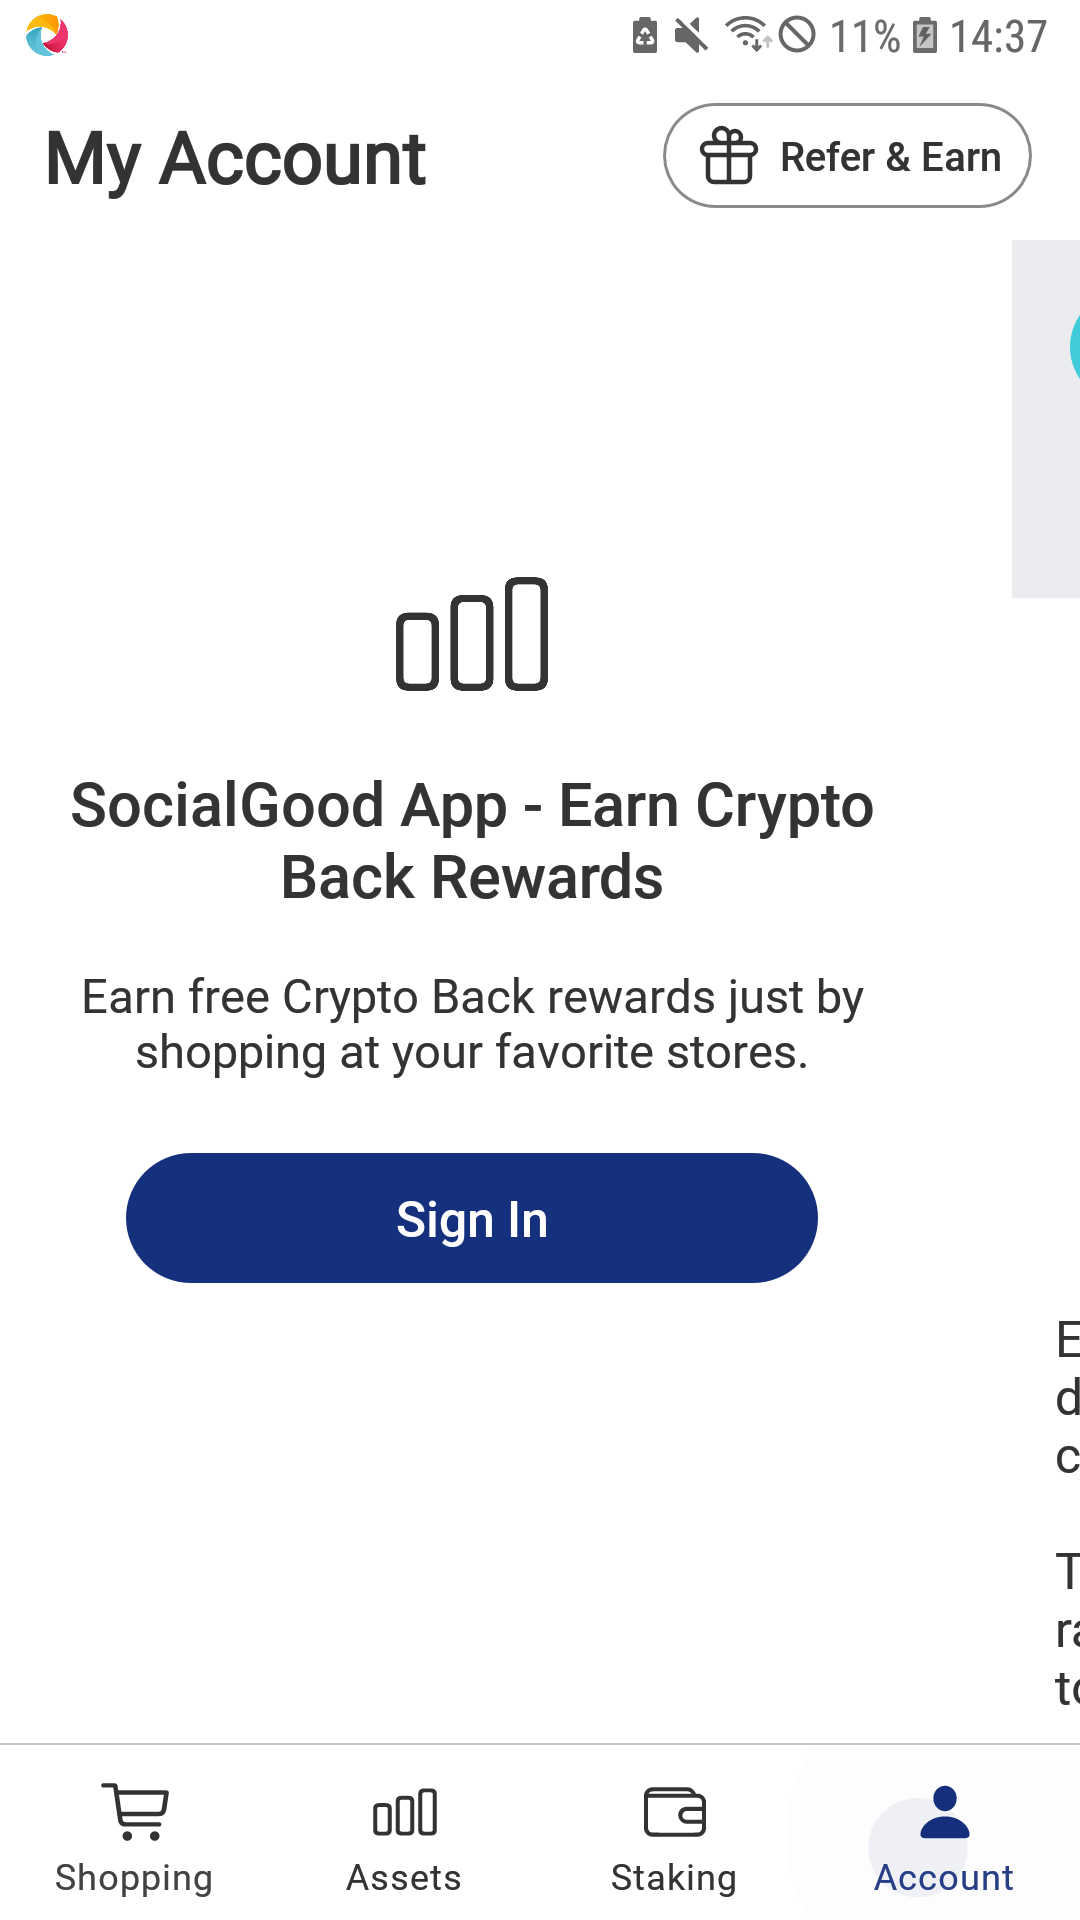 11% 14:37
My Account
Refer & Earn
SocialGood App - Earn Crypto
Back Rewards
Earn free Crypto Back rewards just by
shopping at your favorite stores.
Sign In
Shopping
Assets
Staking
Account